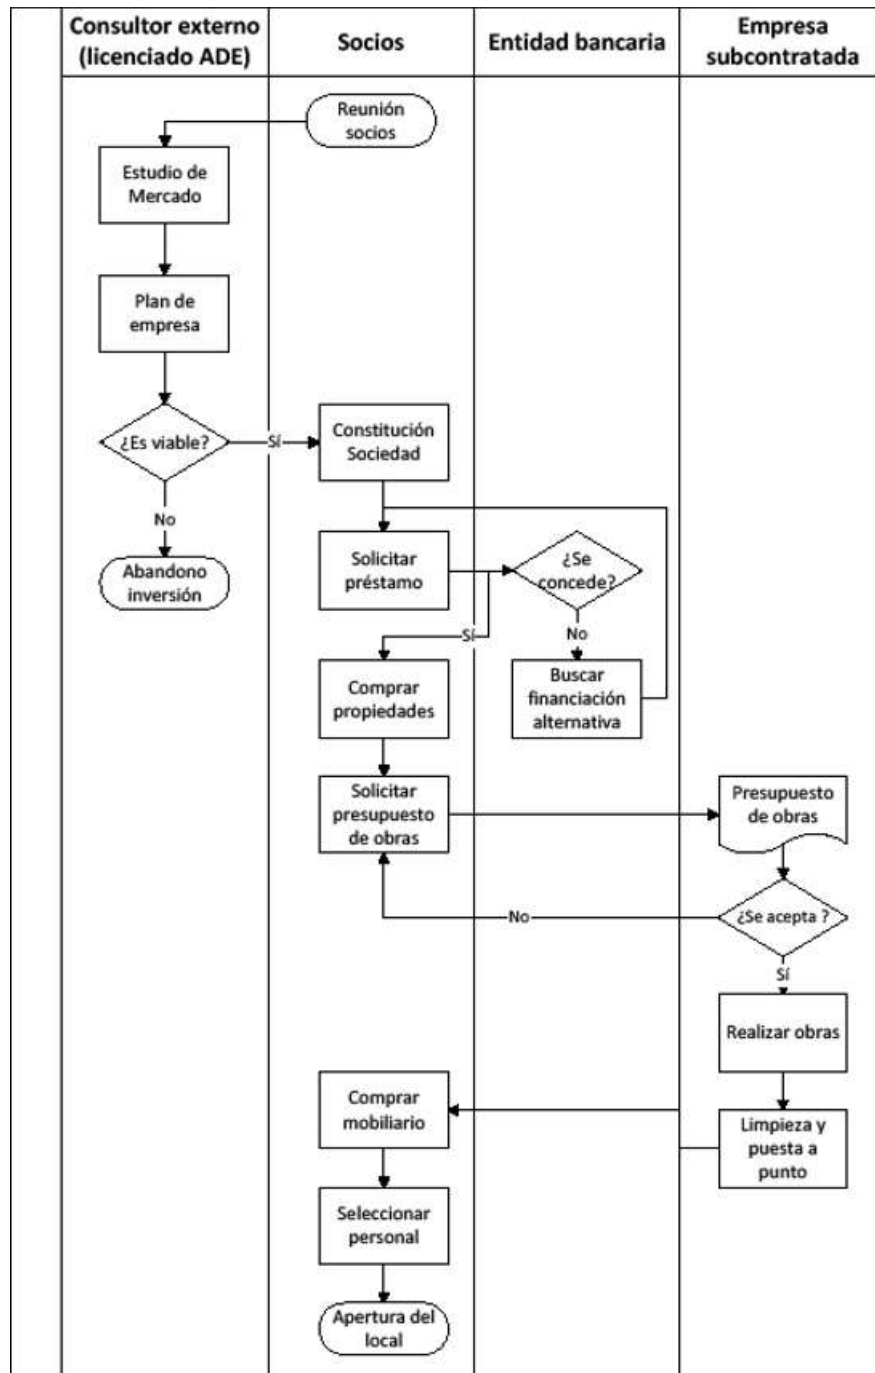 Consultor externo
(licenciado ADE)
Socios
Entidad bancaria
Empresa
subcontratada
Reunión
socios
Estudio de
Mercado
Plan de
empresa
¿Es viable?
Sí
Constitución
Sociedad
No
Abandono
inversión
Solicitar
préstamo
¿Se
concede?
Sí
No
Comprar
propiedades
Buscar
financiación
alternativa
Solicitar
presupuesto
de obras
Presupuesto
de obras
¿Se acepta ?
No
Sí
Realizar obras
Comprar
mobiliario
Limpieza y
puesta a
punto
Seleccionar
personal
Apertura del
local